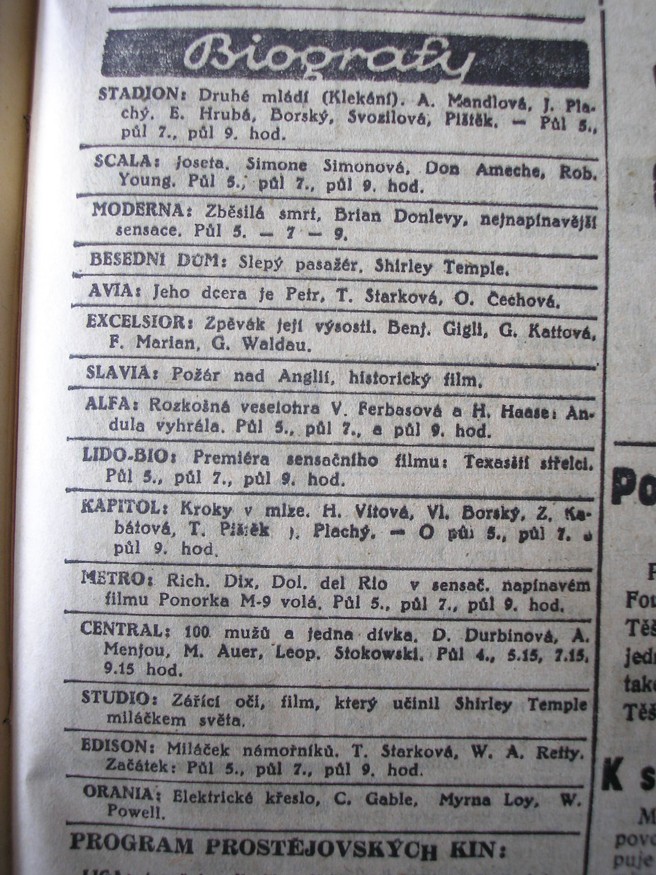 Biografy
STADION: Druhé mládí (Klekání). A. Mandlová, J. Pla-
chý. E. Hrubá, Borský, Svozilová, Pištěk. — Půl 5.,
půl 7., půl 9. hod.
SCALA: Joseta. Simone Simonová, Don Ameche, Rob.
Young. Půl 5., půl 7., půl 9. hod.
MODERNA: Zběsilá smrt, Brian Donlevy, nejnapínavější
sensace. Půl 5. — 7 — 9.
BESEDNÍ DŮM: Slepý pasažér, Shirley Temple.
AVIA: Jeho dcera je Petr, T. Starková, O. Čechová.
EXCELSIOR: Zpěvák její výsosti. Benj. Gigli, G. Kattová,
F. Marian, G. Waldau.
SLAVIA: Požár nad Anglií, historický film.
ALFA: Rozkošná veselohra V. Ferbasová a H. Haase: An-
dula vyhrála. Půl 5., půl 7., a půl 9. hod.
LIDO-BIO: Premiéra sensačního filmu: Texasští střelci.
Půl 5., půl 7., půl 9. hod.
KAPITOL: Kroky v mlze. H. Vítová, Vl. Borský, Z. Ka-
bátová, T. Pištěk J. Plachý. — O půl 5., půl 7. a
půl 9. hod.
METRO: Rich. Dix, Dol. del Rio v sensač. napínavém
filmu Ponorka M-9 volá. Půl 5., půl 7., půl 9. hod.
CENTRAL: 100 mužů a jedna dívka. D. Durbinová, A.
Menjou, M. Auer, Leop. Stokowski. Půl 4., 5.15, 7.15,
9.15 hod.
STUDIO: Zářící oči, film, který učinil Shirley Temple
miláčkem světa.
EDISON: Miláček námořníků. T. Starková, W. A. Retty.
Začátek: Půl 5., půl 7., půl 9. hod.
ORANIA: Elektrické křeslo, C. Gable, Myrna Loy, W.
Powell.
PROGRAM PROSTĚJOVSKÝCH KIN:
Po
Fou
Těš
jedn
také
Těš
K s
M
povo
puje